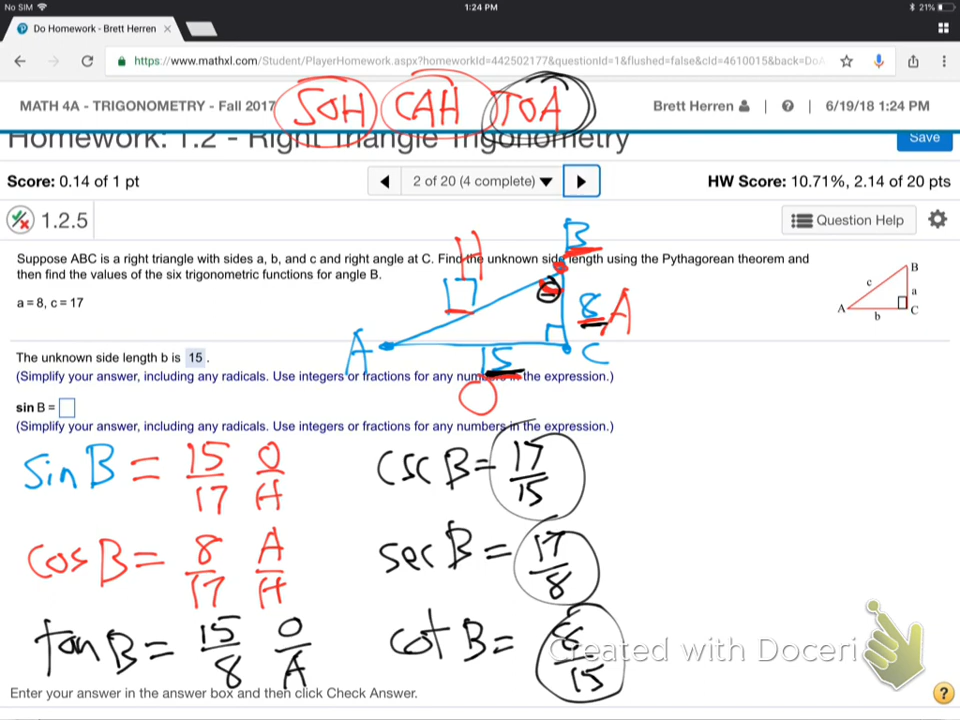 No SIM
1:24 PM
21%
Do Homework - Brett Herren ×
https://www.mathxl.com/Student/PlayerHomework.aspx?homeworkId=442502177&questionId=1&flushed=false&cId=4610015&back=DoA
MATH 4A - TRIGONOMETRY - Fall 2017
SOH CAH TOA
Brett Herren | ? | 6/19/18 1:24 PM
Homework: 1.2 - Right Triangle Trigonometry
Save
Score: 0.14 of 1 pt
2 of 20 (4 complete)
HW Score: 10.71%, 2.14 of 20 pts
1.2.5
Question Help
Suppose ABC is a right triangle with sides a, b, and c and right angle at C. Find the unknown side length using the Pythagorean theorem and
then find the values of the six trigonometric functions for angle B.
a = 8, c = 17
B
c
a
A
b
C
B
H
17
θ
8 A
A
15
C
O
The unknown side length b is 15 .
(Simplify your answer, including any radicals. Use integers or fractions for any numbers in the expression.)
sin B =
(Simplify your answer, including any radicals. Use integers or fractions for any numbers in the expression.)
sin B = 15/17 O/H
csc B = 17/15
cos B = 8/17 A/H
sec B = 17/8
tan B = 15/8 O/A
cot B = 8/15
Created with Doceri
Enter your answer in the answer box and then click Check Answer.
?